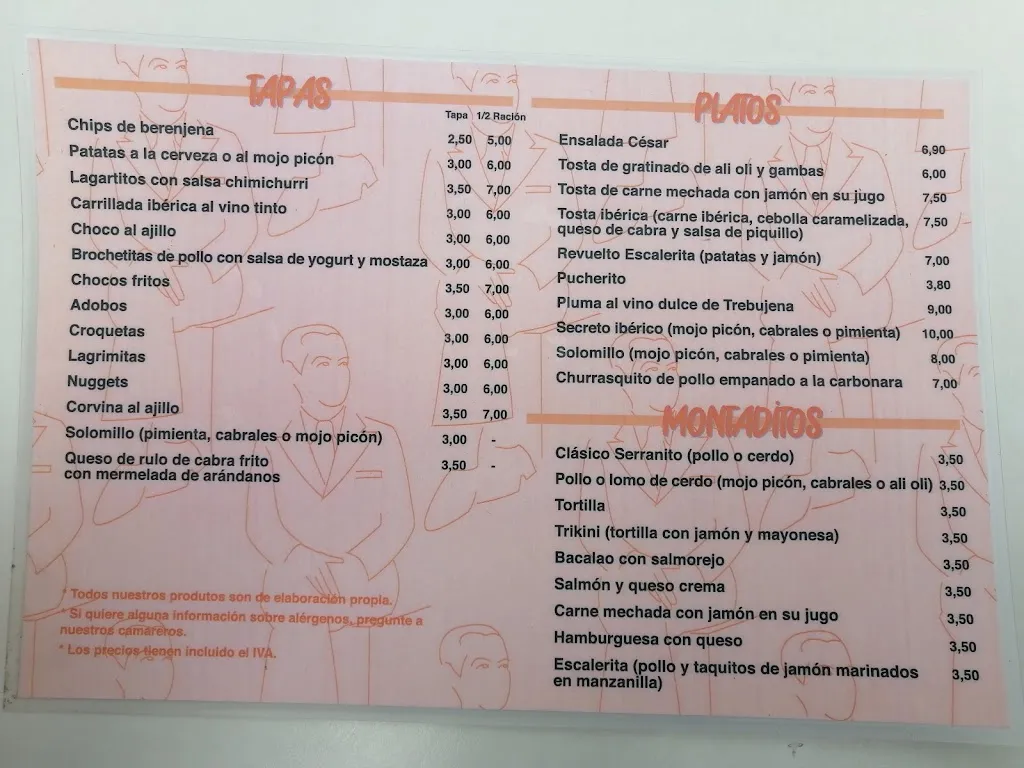 TAPAS
Tapa 1/2 Ración
Chips de berenjena 2,50 5,00
Patatas a la cerveza o al mojo picón 3,00 6,00
Lagartitos con salsa chimichurri 3,50 7,00
Carrillada ibérica al vino tinto 3,00 6,00
Choco al ajillo 3,00 6,00
Brochetitas de pollo con salsa de yogurt y mostaza 3,00 6,00
Chocos fritos 3,50 7,00
Adobos 3,00 6,00
Croquetas 3,00 6,00
Lagrimitas 3,00 6,00
Nuggets 3,00 6,00
Corvina al ajillo 3,50 7,00
Solomillo (pimienta, cabrales o mojo picón) 3,00 -
Queso de rulo de cabra frito
con mermelada de arándanos 3,50 -
* Todos nuestros produtos son de elaboración propia.
* Si quiere alguna información sobre alérgenos, pregunte a
nuestros camareros.
* Los precios tienen incluido el IVA.
PLATOS
Ensalada César 6,90
Tosta de gratinado de ali oli y gambas 6,00
Tosta de carne mechada con jamón en su jugo 7,50
Tosta ibérica (carne ibérica, cebolla caramelizada, 7,50
queso de cabra y salsa de piquillo)
Revuelto Escalerita (patatas y jamón) 7,00
Pucherito 3,80
Pluma al vino dulce de Trebujena 9,00
Secreto ibérico (mojo picón, cabrales o pimienta) 10,00
Solomillo (mojo picón, cabrales o pimienta) 8,00
Churrasquito de pollo empanado a la carbonara 7,00
MONTADITOS
Clásico Serranito (pollo o cerdo) 3,50
Pollo o lomo de cerdo (mojo picón, cabrales o ali oli) 3,50
Tortilla 3,50
Trikini (tortilla con jamón y mayonesa) 3,50
Bacalao con salmorejo 3,50
Salmón y queso crema 3,50
Carne mechada con jamón en su jugo 3,50
Hamburguesa con queso 3,50
Escalerita (pollo y taquitos de jamón marinados 3,50
en manzanilla)